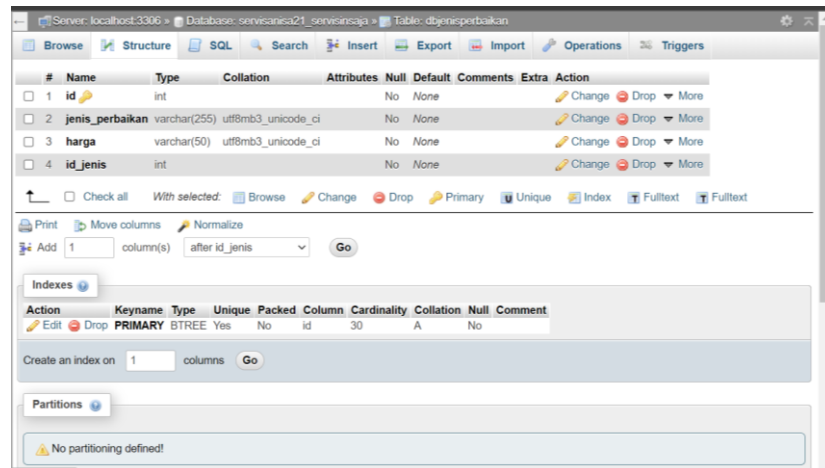 Server: localhost:3306 » Database: servisanisa21_servisinsaja » Table: dbjenisperbaikan
Browse Structure SQL Search Insert Export Import Operations Triggers
# Name Type Collation Attributes Null Default Comments Extra Action
1 id int No None Change Drop More
2 jenis_perbaikan varchar(255) utf8mb3_unicode_ci No None Change Drop More
3 harga varchar(50) utf8mb3_unicode_ci No None Change Drop More
4 id_jenis int No None Change Drop More
Check all With selected: Browse Change Drop Primary Unique Index Fulltext Fulltext
Print Move columns Normalize
Add 1 column(s) after id_jenis Go
Indexes
Action Keyname Type Unique Packed Column Cardinality Collation Null Comment
Edit Drop PRIMARY BTREE Yes No id 30 A No
Create an index on 1 columns Go
Partitions
No partitioning defined!